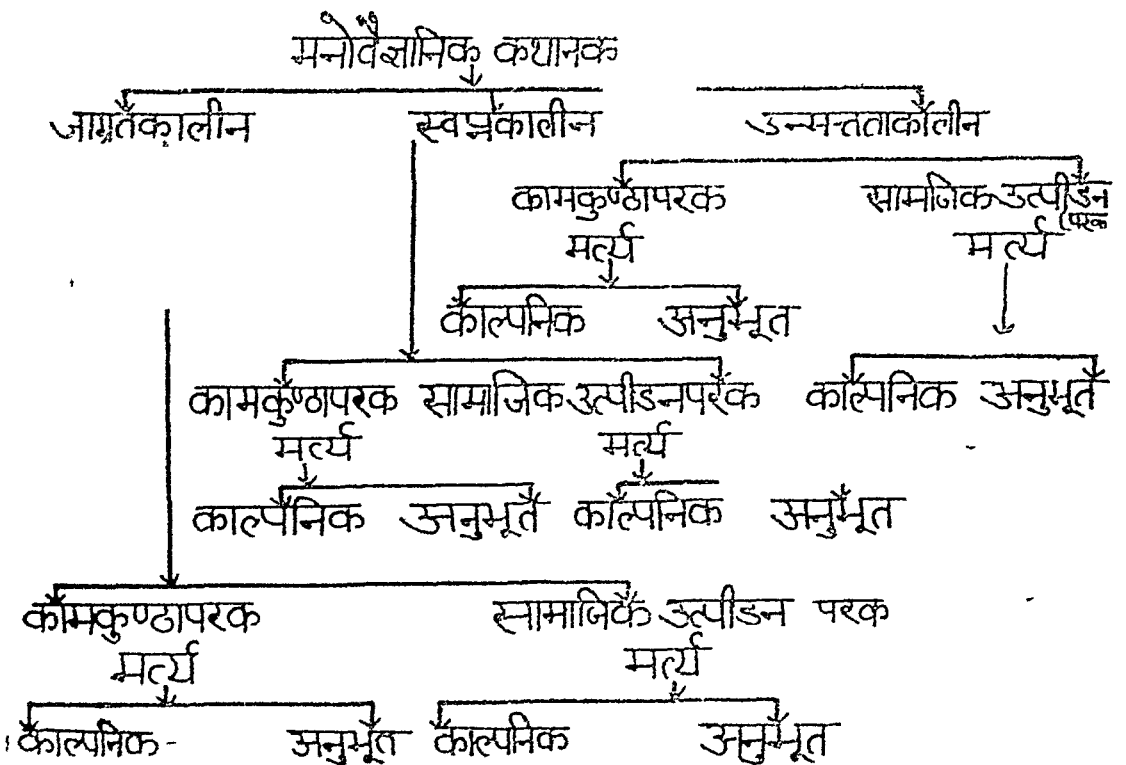 मनोवैज्ञानिक कथानक
जाग्रतकालीन स्वप्नकालीन उन्मत्तताकालीन
कामकुण्ठापरक सामाजिक उत्पीडन
परक
मर्त्य मर्त्य
काल्पनिक अनुभूत
कामकुण्ठापरक सामाजिक उत्पीडनपरक काल्पनिक अनुभूत
मर्त्य मर्त्य
काल्पनिक अनुभूत काल्पनिक अनुभूत
कामकुण्ठापरक सामाजिक उत्पीडन परक
मर्त्य मर्त्य
काल्पनिक अनुभूत काल्पनिक अनुभूत